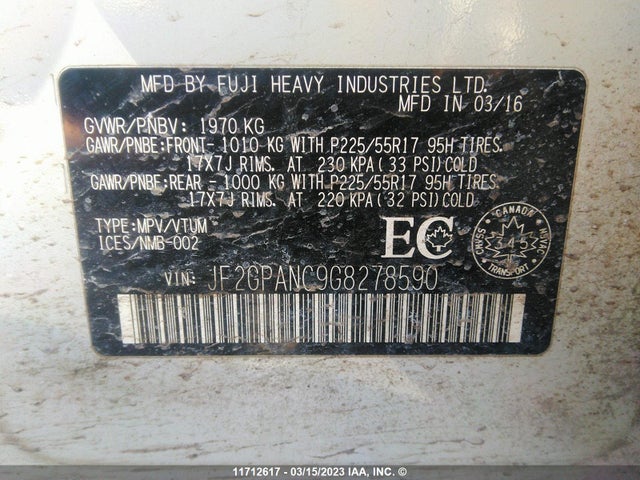 MFD BY FUJI HEAVY INDUSTRIES LTD.
MFD IN 03/16
GVWR/PNBV: 1970 KG
GAWR/PNBE:FRONT- 1010 KG WITH P225/55R17 95H TIRES.
17X7J RIMS. AT 230 KPA(33 PSI)COLD
GAWR/PNBE:REAR -1000 KG WITH P225/55R17 95H TIRES.
17X7J RIMS. AT 220 KPA(32 PSI)COLD
TYPE:MPV/VTUM
ICES/NMB-002
EC
CANADA
SMVS 345 NVAC
TRANSPORT
VIN: JF2GPANC9G8278590
11712617 - 03/15/2023 IAA, INC. ©